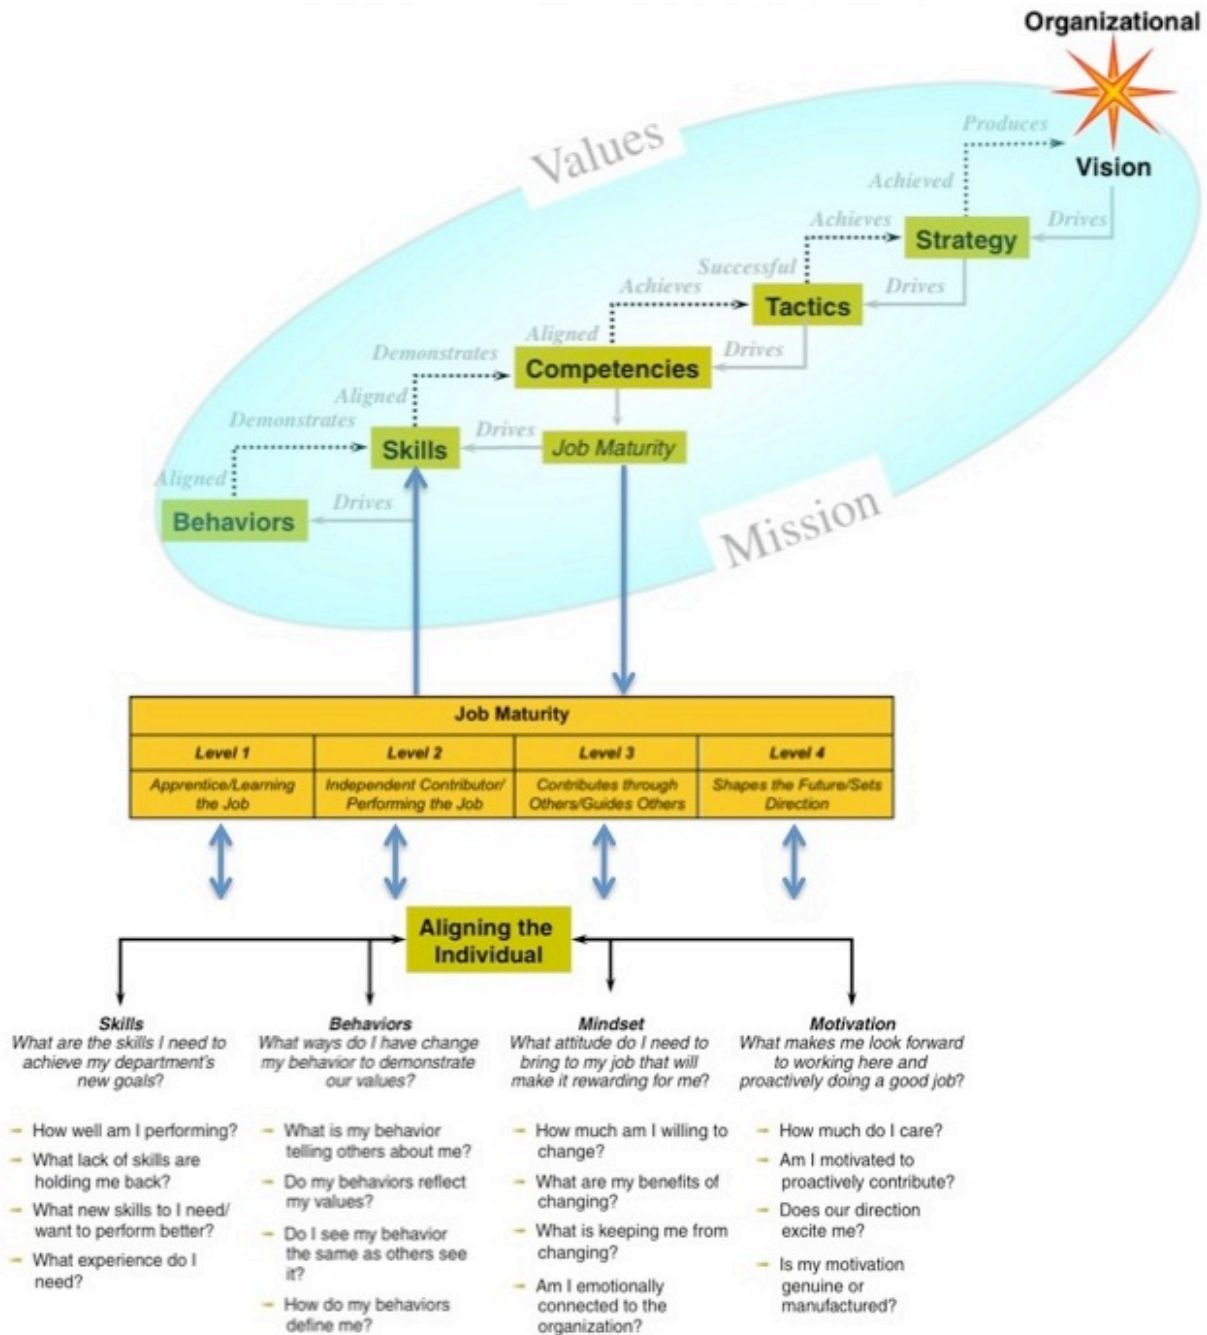 Organizational
Values
Produces
Vision
Achieved
Achieves
Strategy
Drives
Successful
Achieves
Tactics
Drives
Aligned
Demonstrates
Competencies
Drives
Aligned
Demonstrates
Skills
Drives
Job Maturity
Aligned
Behaviors
Drives
Mission
Job Maturity
Level 1
Level 2
Level 3
Level 4
Apprentice/Learning
the Job
Independent Contributor/
Performing the Job
Contributes through
Others/Guides Others
Shapes the Future/Sets
Direction
Aligning the
Individual
Skills
What are the skills I need to
achieve my department's
new goals?
How well am I performing?
What lack of skills are
holding me back?
What new skills to I need/
want to perform better?
What experience do I
need?
Behaviors
What ways do I have change
my behavior to demonstrate
our values?
What is my behavior
telling others about me?
Do my behaviors reflect
my values?
Do I see my behavior
the same as others see
it?
How do my behaviors
define me?
Mindset
What attitude do I need to
bring to my job that will
make it rewarding for me?
How much am I willing to
change?
What are my benefits of
changing?
What is keeping me from
changing?
Am I emotionally
connected to the
organization?
Motivation
What makes me look forward
to working here and
proactively doing a good job?
How much do I care?
Am I motivated to
proactively contribute?
Does our direction
excite me?
Is my motivation
genuine or
manufactured?